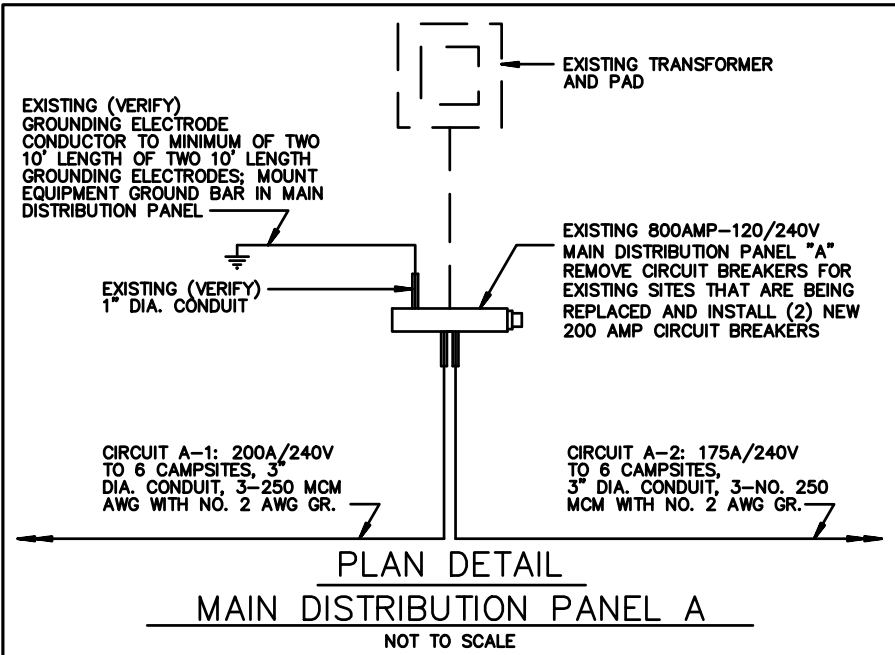 EXISTING TRANSFORMER
AND PAD
EXISTING (VERIFY)
GROUNDING ELECTRODE
CONDUCTOR TO MINIMUM OF TWO
10' LENGTH OF TWO 10' LENGTH
GROUNDING ELECTRODES; MOUNT
EQUIPMENT GROUND BAR IN MAIN
DISTRIBUTION PANEL
EXISTING (VERIFY)
1" DIA. CONDUIT
EXISTING 800AMP-120/240V
MAIN DISTRIBUTION PANEL "A"
REMOVE CIRCUIT BREAKERS FOR
EXISTING SITES THAT ARE BEING
REPLACED AND INSTALL (2) NEW
200 AMP CIRCUIT BREAKERS
CIRCUIT A-1: 200A/240V
TO 6 CAMPSITES, 3"
DIA. CONDUIT, 3-250 MCM
AWG WITH NO. 2 AWG GR.
CIRCUIT A-2: 175A/240V
TO 6 CAMPSITES,
3" DIA. CONDUIT, 3-NO. 250
MCM WITH NO. 2 AWG GR.
PLAN DETAIL
MAIN DISTRIBUTION PANEL A
NOT TO SCALE